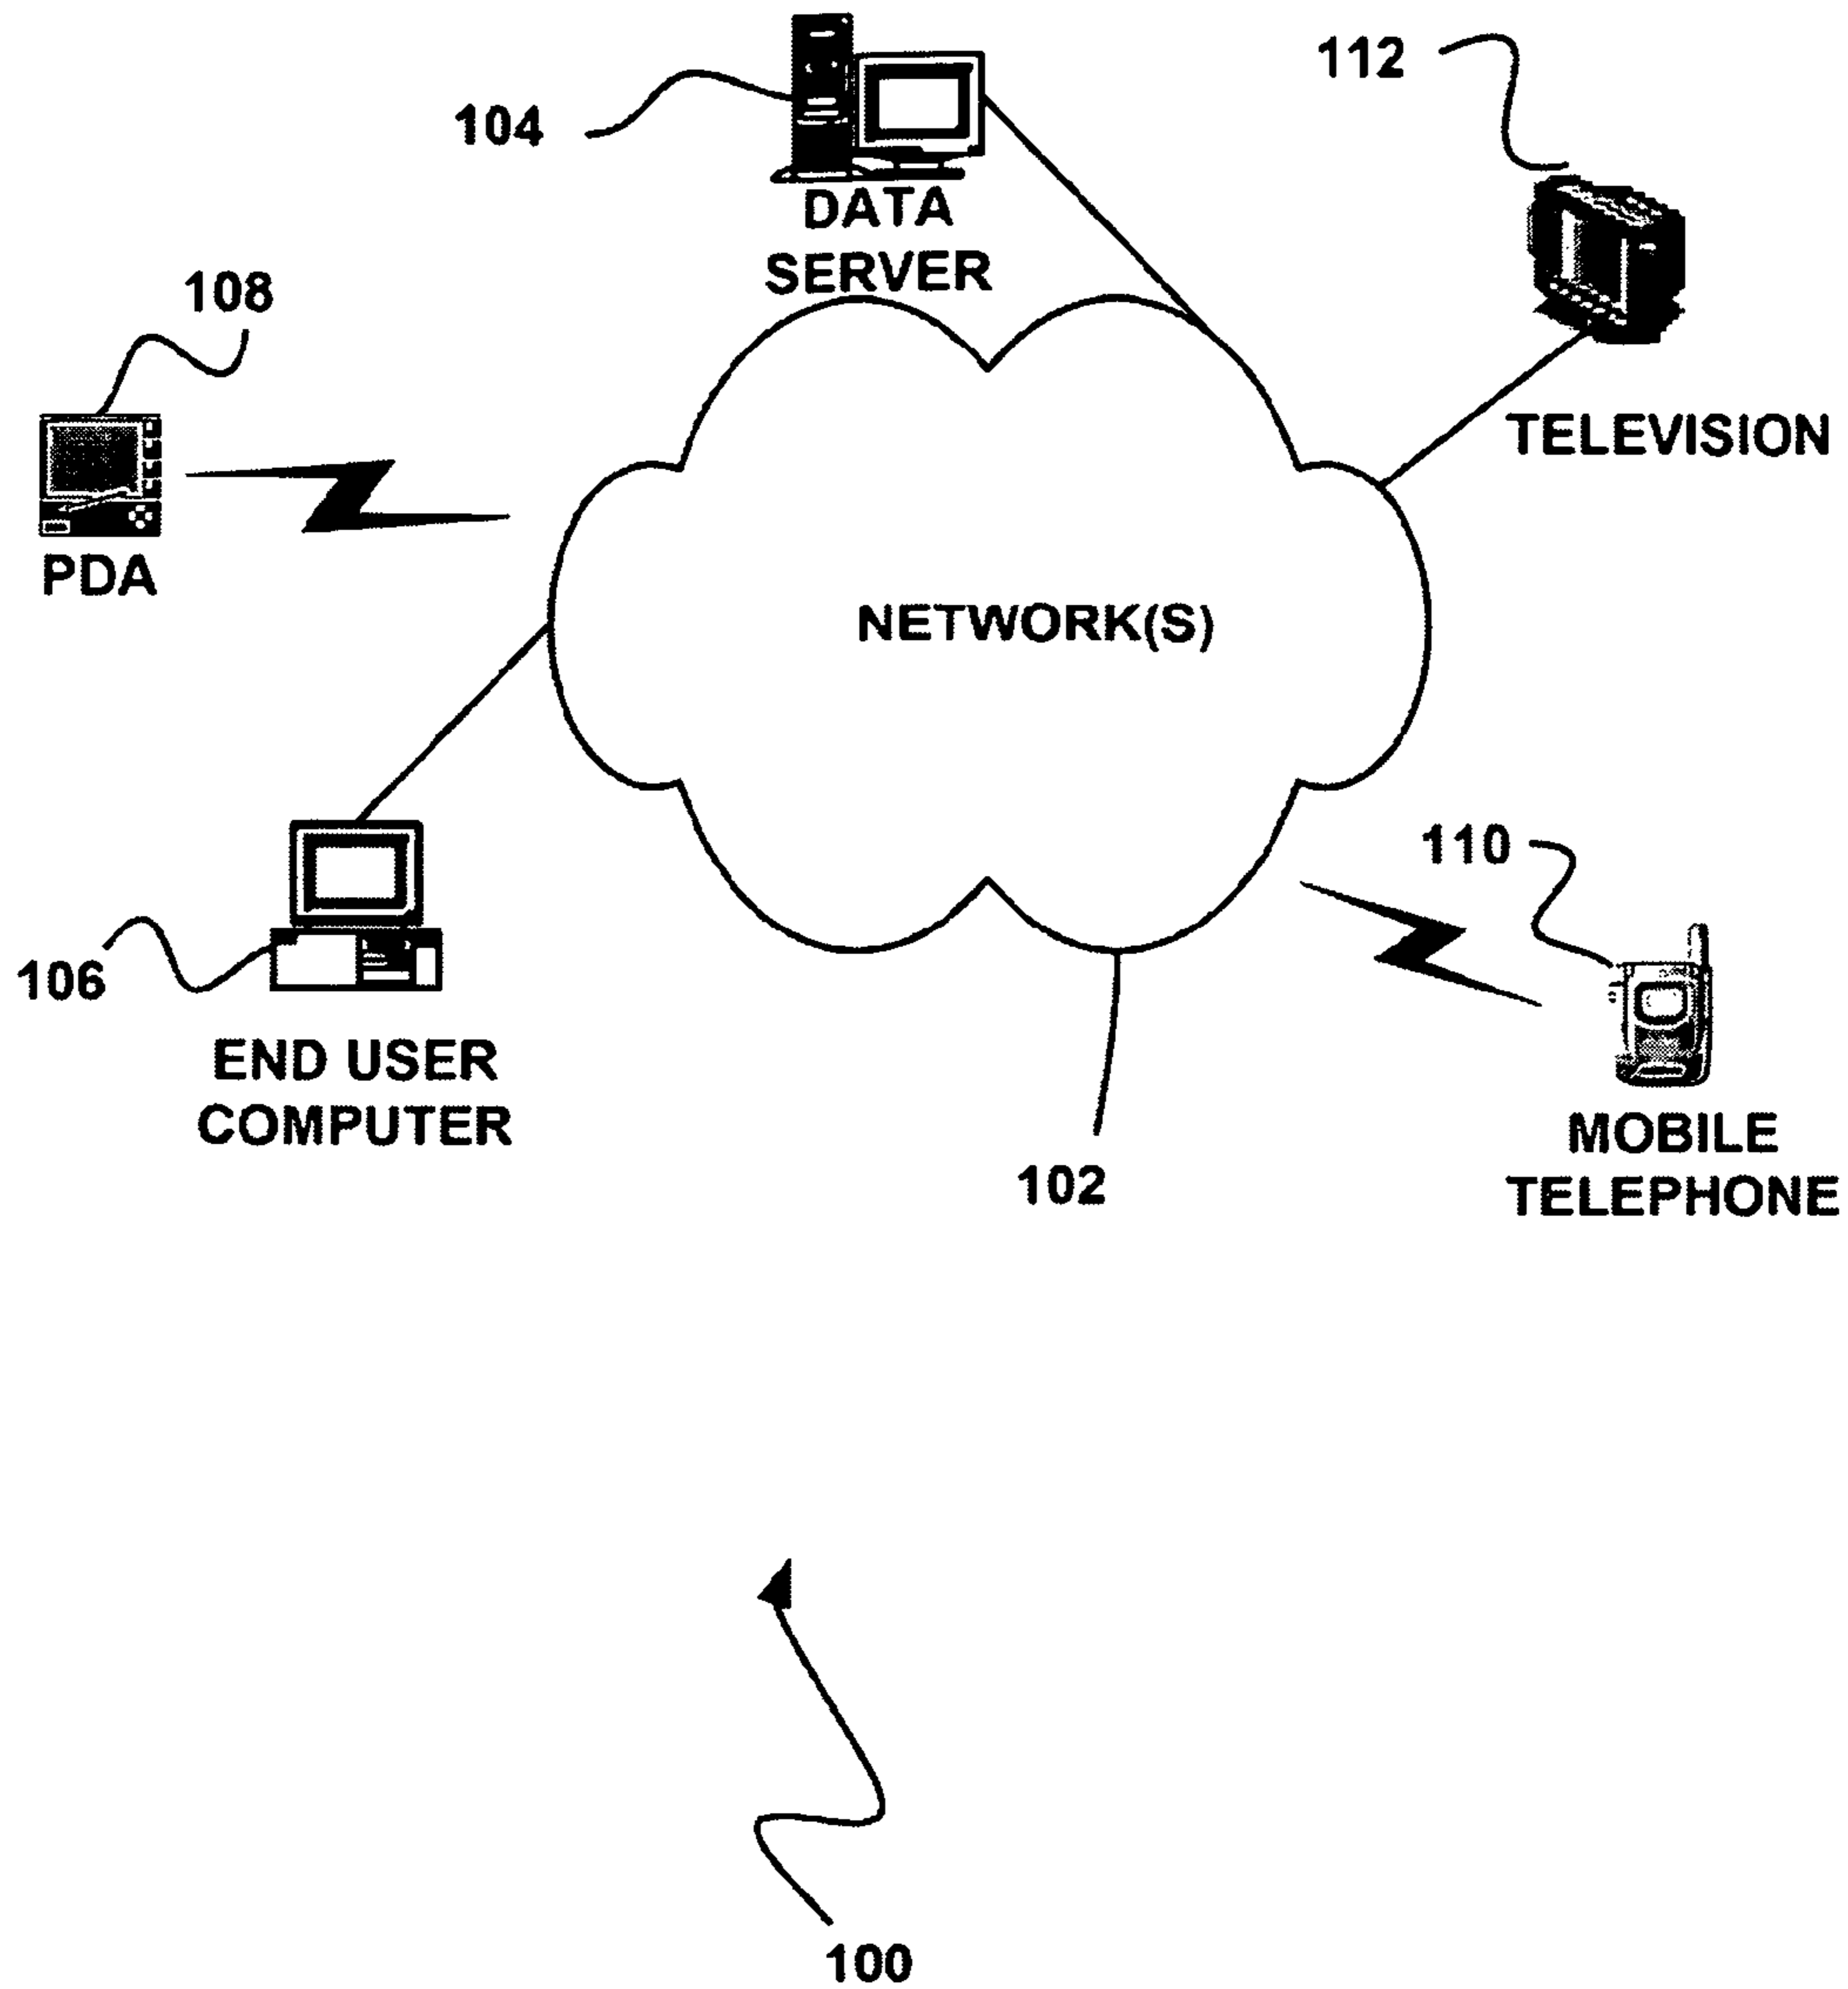 112
104
DATA
SERVER
108
TELEVISION
PDA
NETWORK(S)
110
106
END USER
COMPUTER
MOBILE
TELEPHONE
102
100